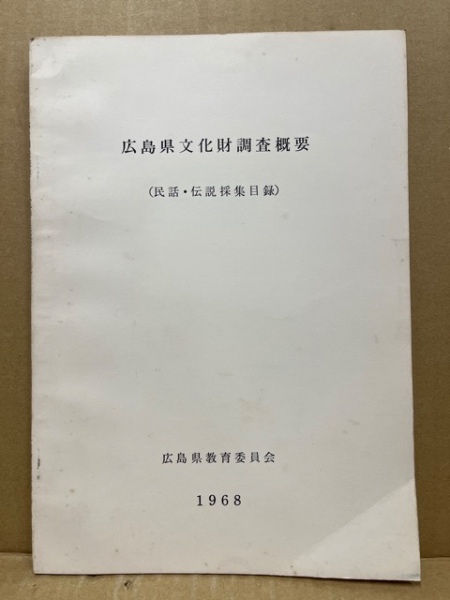 広島県文化財調査概要
（民話・伝説採集目録）
広島県教育委員会
1968